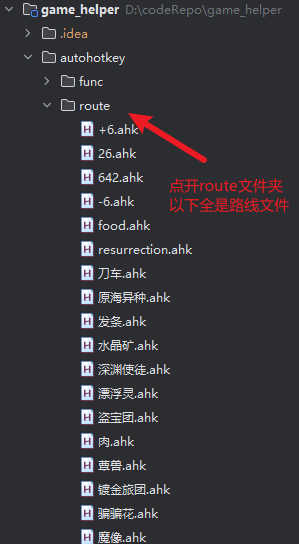 game_helper D:\codeRepo\game_helper
.idea
autohotkey
func
route
+6.ahk
26.ahk
642.ahk
-6.ahk
food.ahk
resurrection.ahk
刀车.ahk
原海异种.ahk
发条.ahk
水晶矿.ahk
深渊使徒.ahk
漂浮灵.ahk
盗宝团.ahk
肉.ahk
蕈兽.ahk
镀金旅团.ahk
骗骗花.ahk
魔像.ahk
点开route文件夹
以下全是路线文件